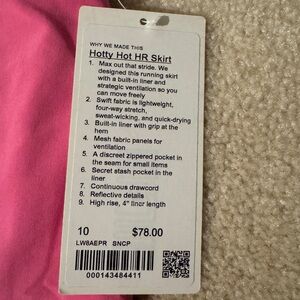 WHY WE MADE THIS
Hotty Hot HR Skirt
1. Max out that stride. We
designed this running skirt
with a built-in liner and
strategic ventilation so you
can move freely
2. Swift fabric is lightweight,
four-way stretch,
sweat-wicking, and quick-drying
3. Built-in liner with grip at the
hem
4. Mesh fabric panels for
ventilation
5. A discreet zippered pocket in
the seam for small items
6. Secret stash pocket in the
liner
7. Continuous drawcord
8. Reflective details
9. High rise, 4" liner length
10 $78.00
LW8AEPR SNCP
000143484411